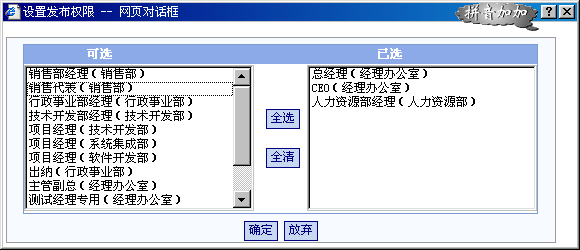 设置发布权限 -- 网页对话框
拼音加加
可选
已选
销售部经理（销售部）
销售代表（销售部）
行政事业部经理（行政事业部）
技术开发部经理（技术开发部）
项目经理（技术开发部）
项目经理（系统集成部）
项目经理（软件开发部）
出纳（行政事业部）
主管副总（经理办公室）
测试经理专用（经理办公室）
全选
全清
总经理（经理办公室）
CEO（经理办公室）
人力资源部经理（人力资源部）
确定
放弃